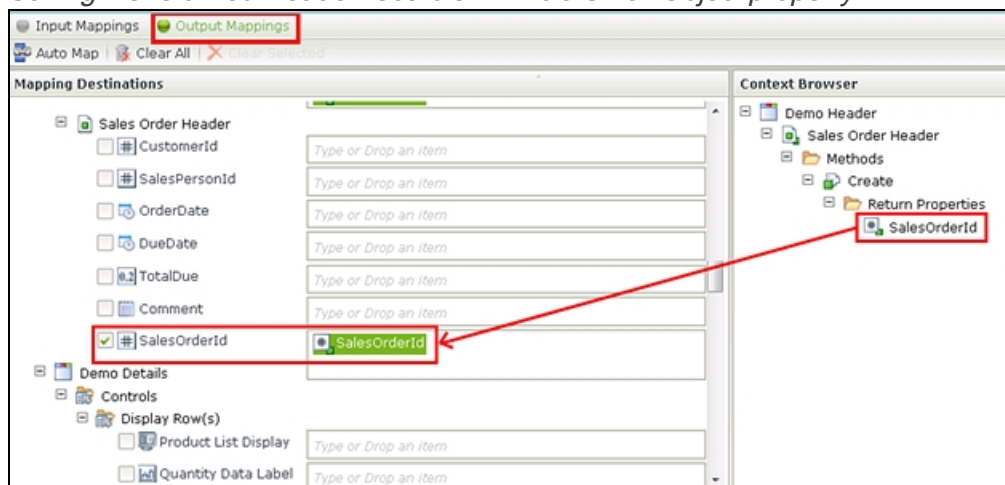 Input Mappings Output Mappings
Auto Map Clear All Clear Selected
Mapping Destinations
Sales Order Header
CustomerId Type or Drop an item
SalesPersonId Type or Drop an item
OrderDate Type or Drop an item
DueDate Type or Drop an item
0.2 TotalDue Type or Drop an item
Comment Type or Drop an item
SalesOrderId SalesOrderId
Demo Details
Controls
Display Row(s)
Product List Display Type or Drop an item
Quantity Data Label Type or Drop an item
Context Browser
Demo Header
Sales Order Header
Methods
Create
Return Properties
SalesOrderId